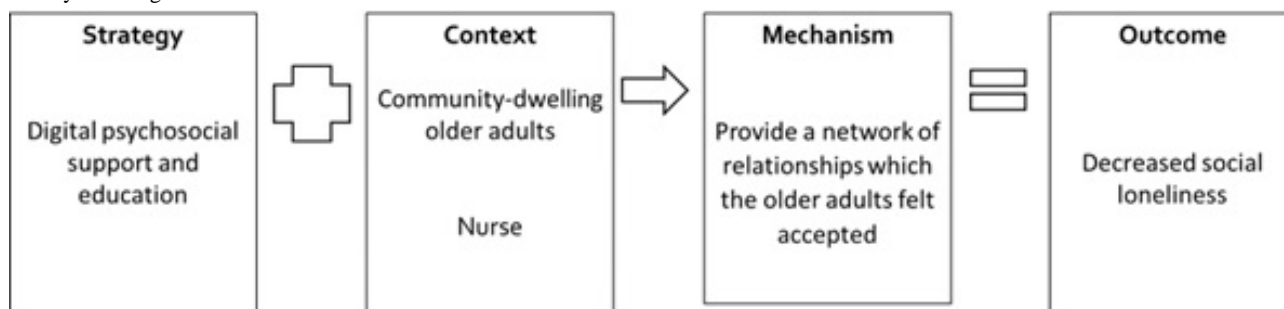 Strategy
Digital psychosocial
support and
education
Context
Community-dwelling
older adults
Nurse
Mechanism
Provide a network of
relationships which
the older adults felt
accepted
Outcome
Decreased social
loneliness